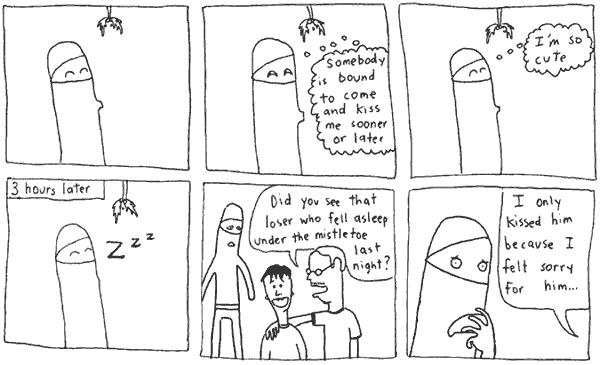 Somebody
is bound
to come
and kiss
me sooner
or later
I'm so
cute
3 hours later
Z z z
Did you see that
loser who fell asleep
under the mistletoe
last
night?
I only
kissed him
because I
felt sorry
for him...